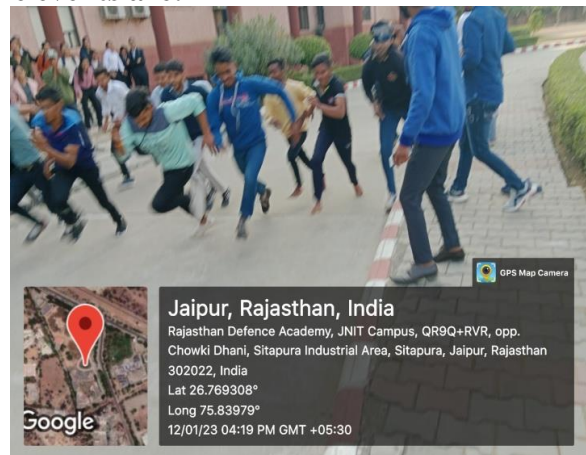 GPS Map Camera
Jaipur, Rajasthan, India
Rajasthan Defence Academy, JNIT Campus, QR9Q+RVR, opp.
Chowki Dhani, Sitapura Industrial Area, Sitapura, Jaipur, Rajasthan
302022, India
Lat 26.769308°
Long 75.83979°
12/01/23 04:19 PM GMT +05:30
Google